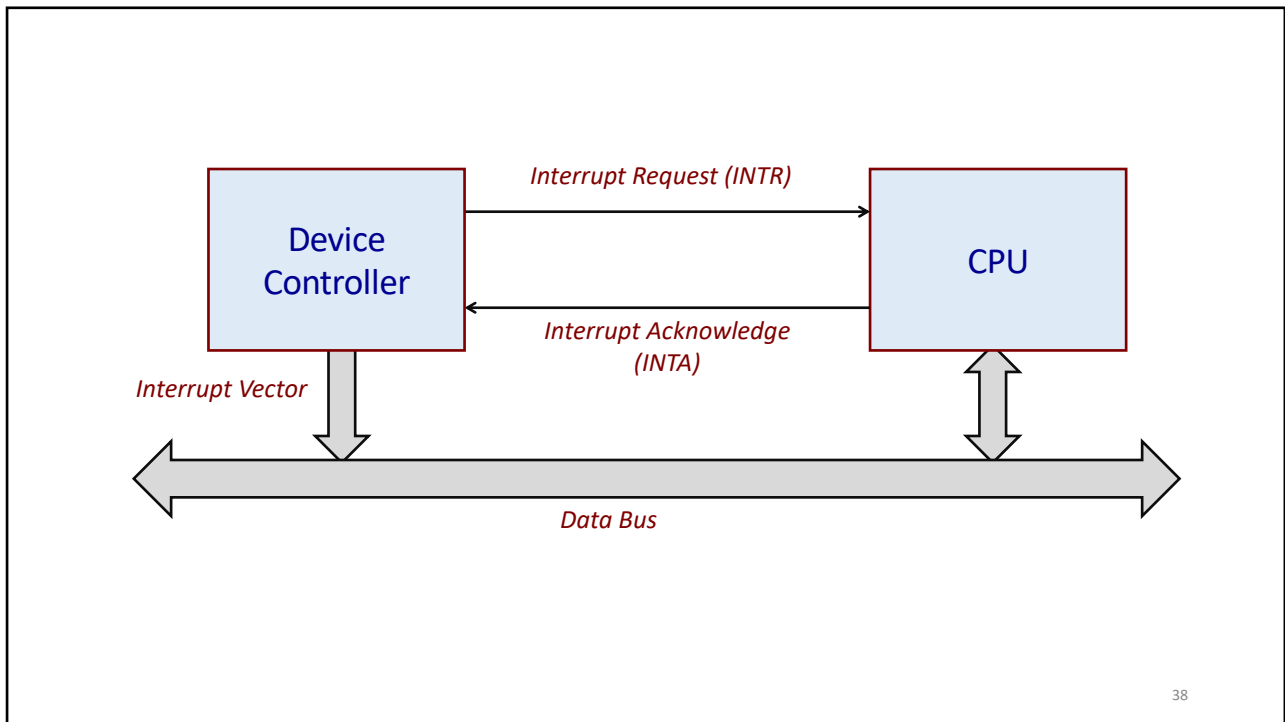 Interrupt Request (INTR)
Device
Controller
CPU
Interrupt Acknowledge
(INTA)
Interrupt Vector
Data Bus
38